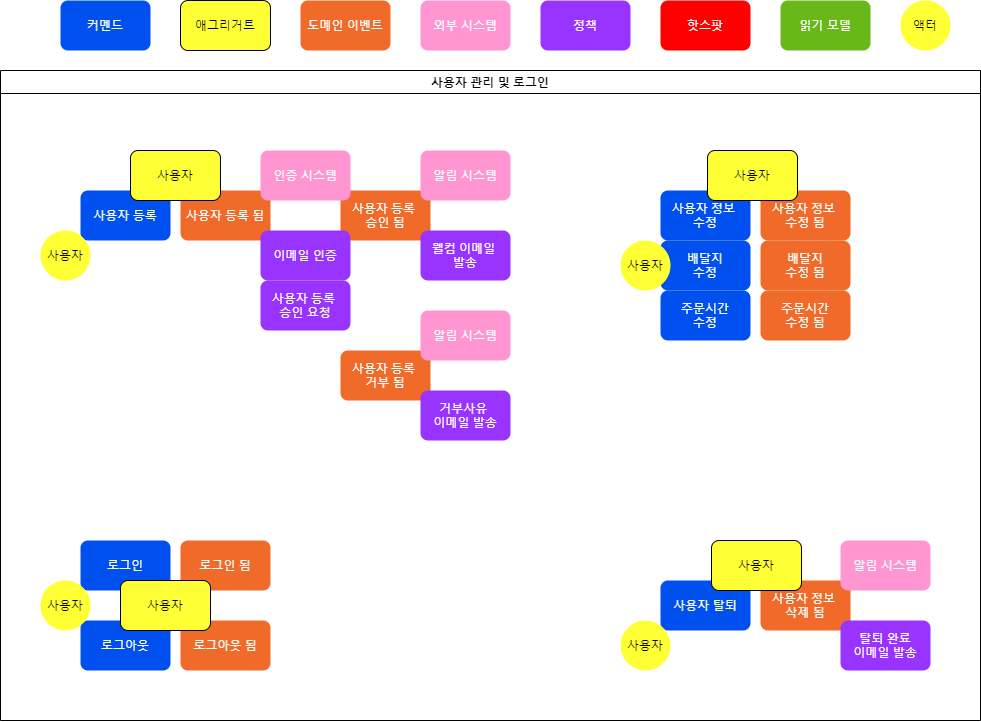 커멘드
애그리거트
도메인 이벤트
외부 시스템
정책
핫스팟
읽기 모델
액터
사용자 관리 및 로그인
사용자
인증 시스템
알림 시스템
사용자 등록
사용자 등록 됨
사용자 등록
승인 됨
사용자
이메일 인증
웰컴 이메일
발송
사용자 등록
승인 요청
알림 시스템
사용자 등록
거부 됨
거부사유
이메일 발송
사용자
사용자 정보
수정
사용자 정보
수정 됨
사용자
배달지
수정
배달지
수정 됨
주문시간
수정
주문시간
수정 됨
로그인
로그인 됨
사용자
사용자
로그아웃
로그아웃 됨
사용자
알림 시스템
사용자 탈퇴
사용자 정보
삭제 됨
사용자
탈퇴 완료
이메일 발송